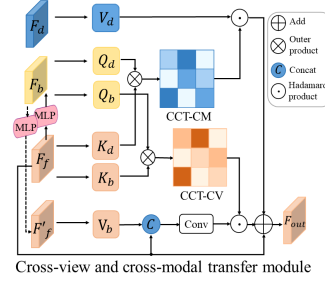 F_d
V_d
Add
Q_d
Outer product
F_b
Q_b
C Concat
CCT-CM
Hadamard product
MLP
MLP
K_d
F_f
K_b
CCT-CV
F'_f
V_b
C
Conv
F_out
Cross-view and cross-modal transfer module